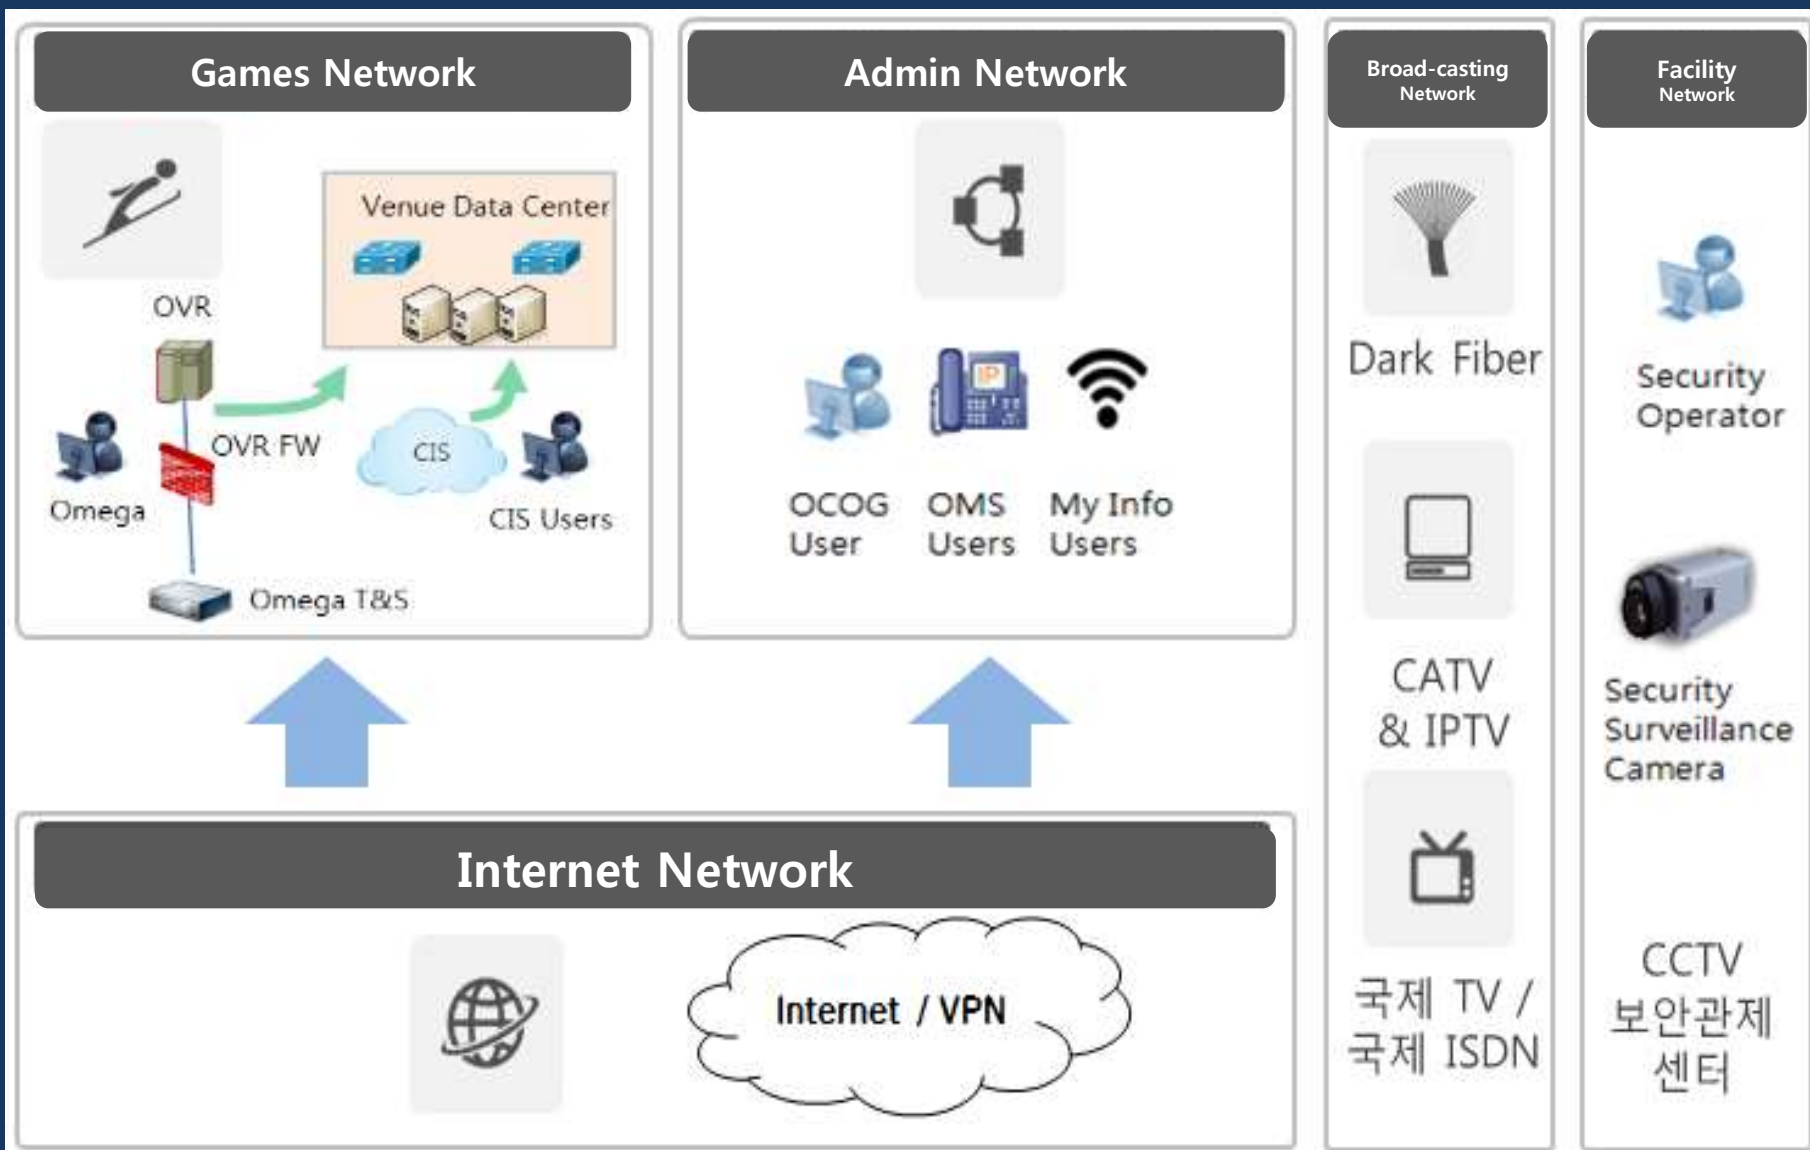 Games Network
OVR
Venue Data Center
OVR FW
Omega
CIS
CIS Users
Omega T&S
Admin Network
IP
OCOG
User
OMS
Users
My Info
Users
Internet Network
Internet / VPN
Broad-casting
Network
Dark Fiber
CATV
& IPTV
국제 TV /
국제 ISDN
Facility
Network
Security
Operator
Security
Surveillance
Camera
CCTV
보안관제
센터